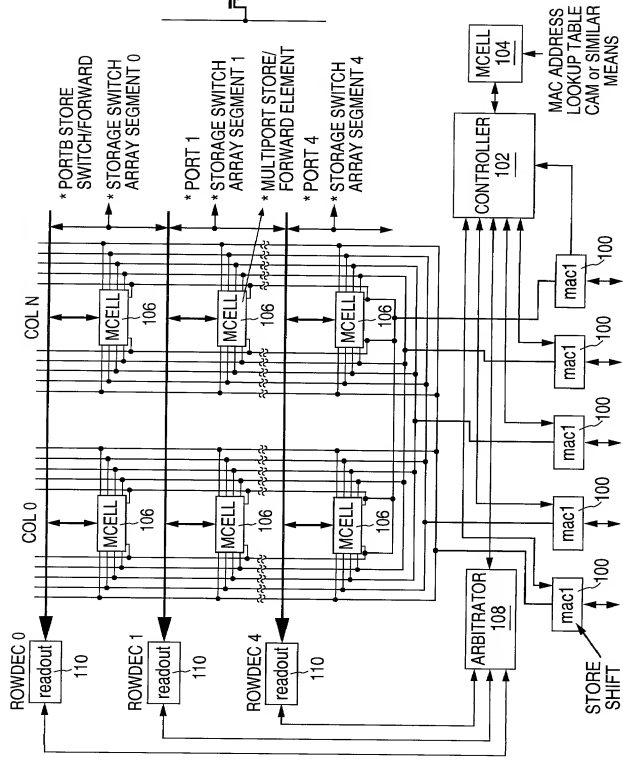 * PORTB STORE
SWITCH/FORWARD
* STORAGE SWITCH
ARRAY SEGMENT 0
* PORT 1
* STORAGE SWITCH
ARRAY SEGMENT 1
* MULTIPORT STORE/
FORWARD ELEMENT
* PORT 4
* STORAGE SWITCH
ARRAY SEGMENT 4
COL 0
COL N
ROWDEC 0
readout
110
MCELL
106
MCELL
106
ROWDEC 1
readout
110
MCELL
106
MCELL
106
ROWDEC 4
readout
110
MCELL
106
MCELL
106
ARBITRATOR
108
CONTROLLER
102
MCELL
104
MAC ADDRESS
LOOKUP TABLE
CAM or SIMILAR
MEANS
mac1
100
mac1
100
mac1
100
mac1
100
mac1
100
STORE
SHIFT